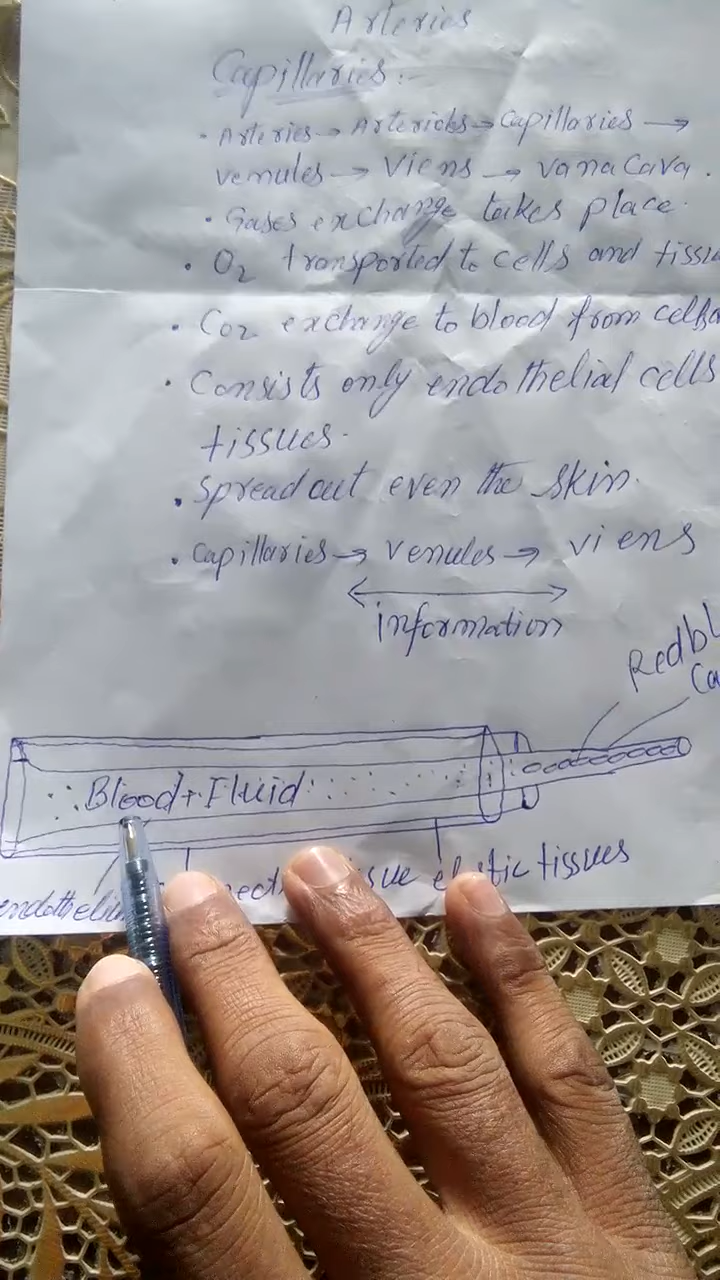 Arteries
Capillaries:-
• Arteries → Arteriols → Capillaries →
venules → Viens → vana Cava.
• Gases exchange takes place.
• O2 transported to cells and
• Co2 exchange to blood from
• Consists only endothelial cells
tissues.
• Spread out even the skin.
• Capillaries → venules → viens
information
Blood + Fluid
elastic tissues